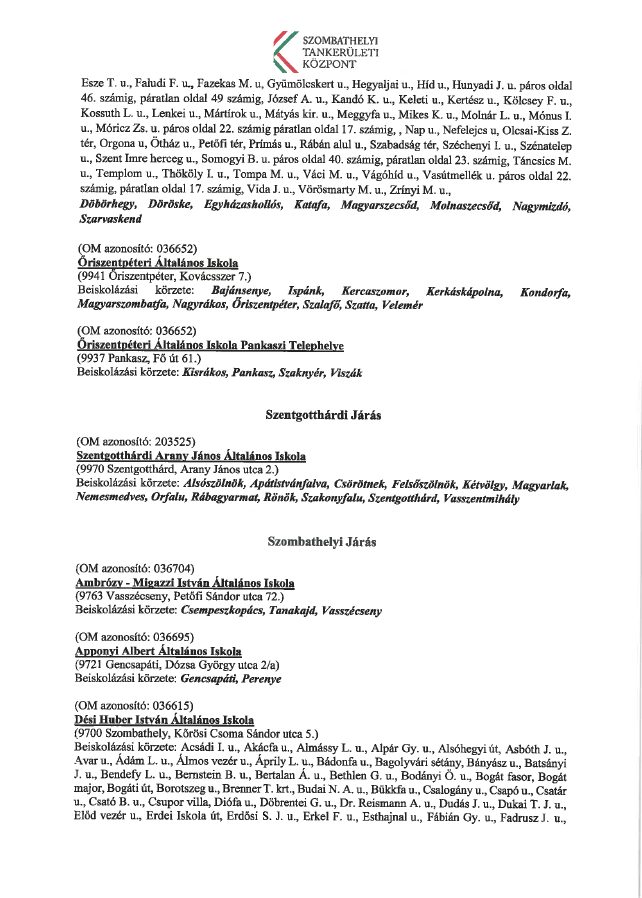 SZOMBATHELYI
TANKERÜLETI
KÖZPONT
Esze T. u., Faludi F. u., Fazekas M. u, Gyümölcskert u., Hegyaljai u., Híd u., Hunyadi J. u. páros oldal
46. számig, páratlan oldal 49 számig, József A. u., Kandó K. u., Keleti u., Kertész u., Kölcsey F. u.,
Kossuth L. u., Lenkei u., Mártírok u., Mátyás kir. u., Meggyfa u., Mikes K. u., Molnár L. u., Mónus I.
u., Móricz Zs. u. páros oldal 22. számig páratlan oldal 17. számig, , Nap u., Nefelejcs u, Olcsai-Kiss Z.
tér, Orgona u, Ötház u., Petőfi tér, Prímás u., Rábán alul u., Szabadság tér, Széchenyi I. u., Szénatelep
u., Szent Imre herceg u., Somogyi B. u. páros oldal 40. számig, páratlan oldal 23. számig, Táncsics M.
u., Templom u., Thököly I. u., Tompa M. u., Váci M. u., Vágóhíd u., Vasútmellék u. páros oldal 22.
számig, páratlan oldal 17. számig, Vida J. u., Vörösmarty M. u., Zrínyi M. u.,
Döbörhegy, Döröske, Egyházashollós, Katafa, Magyarszecsőd, Molnaszecsőd, Nagymizdó,
Szarvaskend
(OM azonosító: 036652)
Őriszentpéteri Általános Iskola
(9941 Őriszentpéter, Kovácsszer 7.)
Beiskolázási körzete: Bajánsenye, Ispánk, Kercaszomor, Kerkáskápolna, Kondorfa,
Magyarszombatfa, Nagyrákos, Őriszentpéter, Szalafő, Szatta, Velemér
(OM azonosító: 036652)
Őriszentpéteri Általános Iskola Pankaszi Telephelye
(9937 Pankasz, Fő út 61.)
Beiskolázási körzete: Kisrákos, Pankasz, Szaknyér, Viszák
Szentgotthárdi Járás
(OM azonosító: 203525)
Szentgotthárdi Arany János Általános Iskola
(9970 Szentgotthárd, Arany János utca 2.)
Beiskolázási körzete: Alsószölnök, Apátistvánfalva, Csörötnek, Felsőszölnök, Kétvölgy, Magyarlak,
Nemesmedves, Orfalu, Rábagyarmat, Rönök, Szakonyfalu, Szentgotthárd, Vasszentmihály
Szombathelyi Járás
(OM azonosító: 036704)
Ambrózy - Migazzi István Általános Iskola
(9763 Vasszécseny, Petőfi Sándor utca 72.)
Beiskolázási körzete: Csempeszkopács, Tanakajd, Vasszécseny
(OM azonosító: 036695)
Apponyi Albert Általános Iskola
(9721 Gencsapáti, Dózsa György utca 2/a)
Beiskolázási körzete: Gencsapáti, Perenye
(OM azonosító: 036615)
Dési Huber István Általános Iskola
(9700 Szombathely, Kőrösi Csoma Sándor utca 5.)
Beiskolázási körzete: Acsádi I. u., Akácfa u., Almássy L. u., Alpár Gy. u., Alsóhegyi út, Asbóth J. u.,
Avar u., Ádám L. u., Álmos vezér u., Áprily L. u., Bádonfa u., Bagolyvári sétány, Bányász u., Batsányi
J. u., Bendefy L. u., Bernstein B. u., Bertalan Á. u., Bethlen G. u., Bodányi Ö. u., Bogát fasor, Bogát
major, Bogáti út, Borotszeg u., Brenner T. krt., Budai N. A. u., Bükkfa u., Csalogány u., Csapó u., Csatár
u., Csató B. u., Csupor villa, Diófa u., Döbrentei G. u., Dr. Reismann A. u., Dudás J. u., Dukai T. J. u.,
Előd vezér u., Erdei Iskola út, Erdősi S. J. u., Erkel F. u., Esthajnal u., Fábián Gy. u., Fadrusz J. u.,